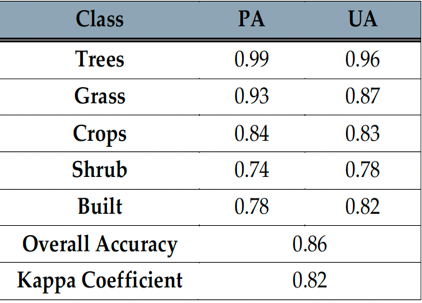 Class PA UA
Trees 0.99 0.96
Grass 0.93 0.87
Crops 0.84 0.83
Shrub 0.74 0.78
Built 0.78 0.82
Overall Accuracy 0.86
Kappa Coefficient 0.82